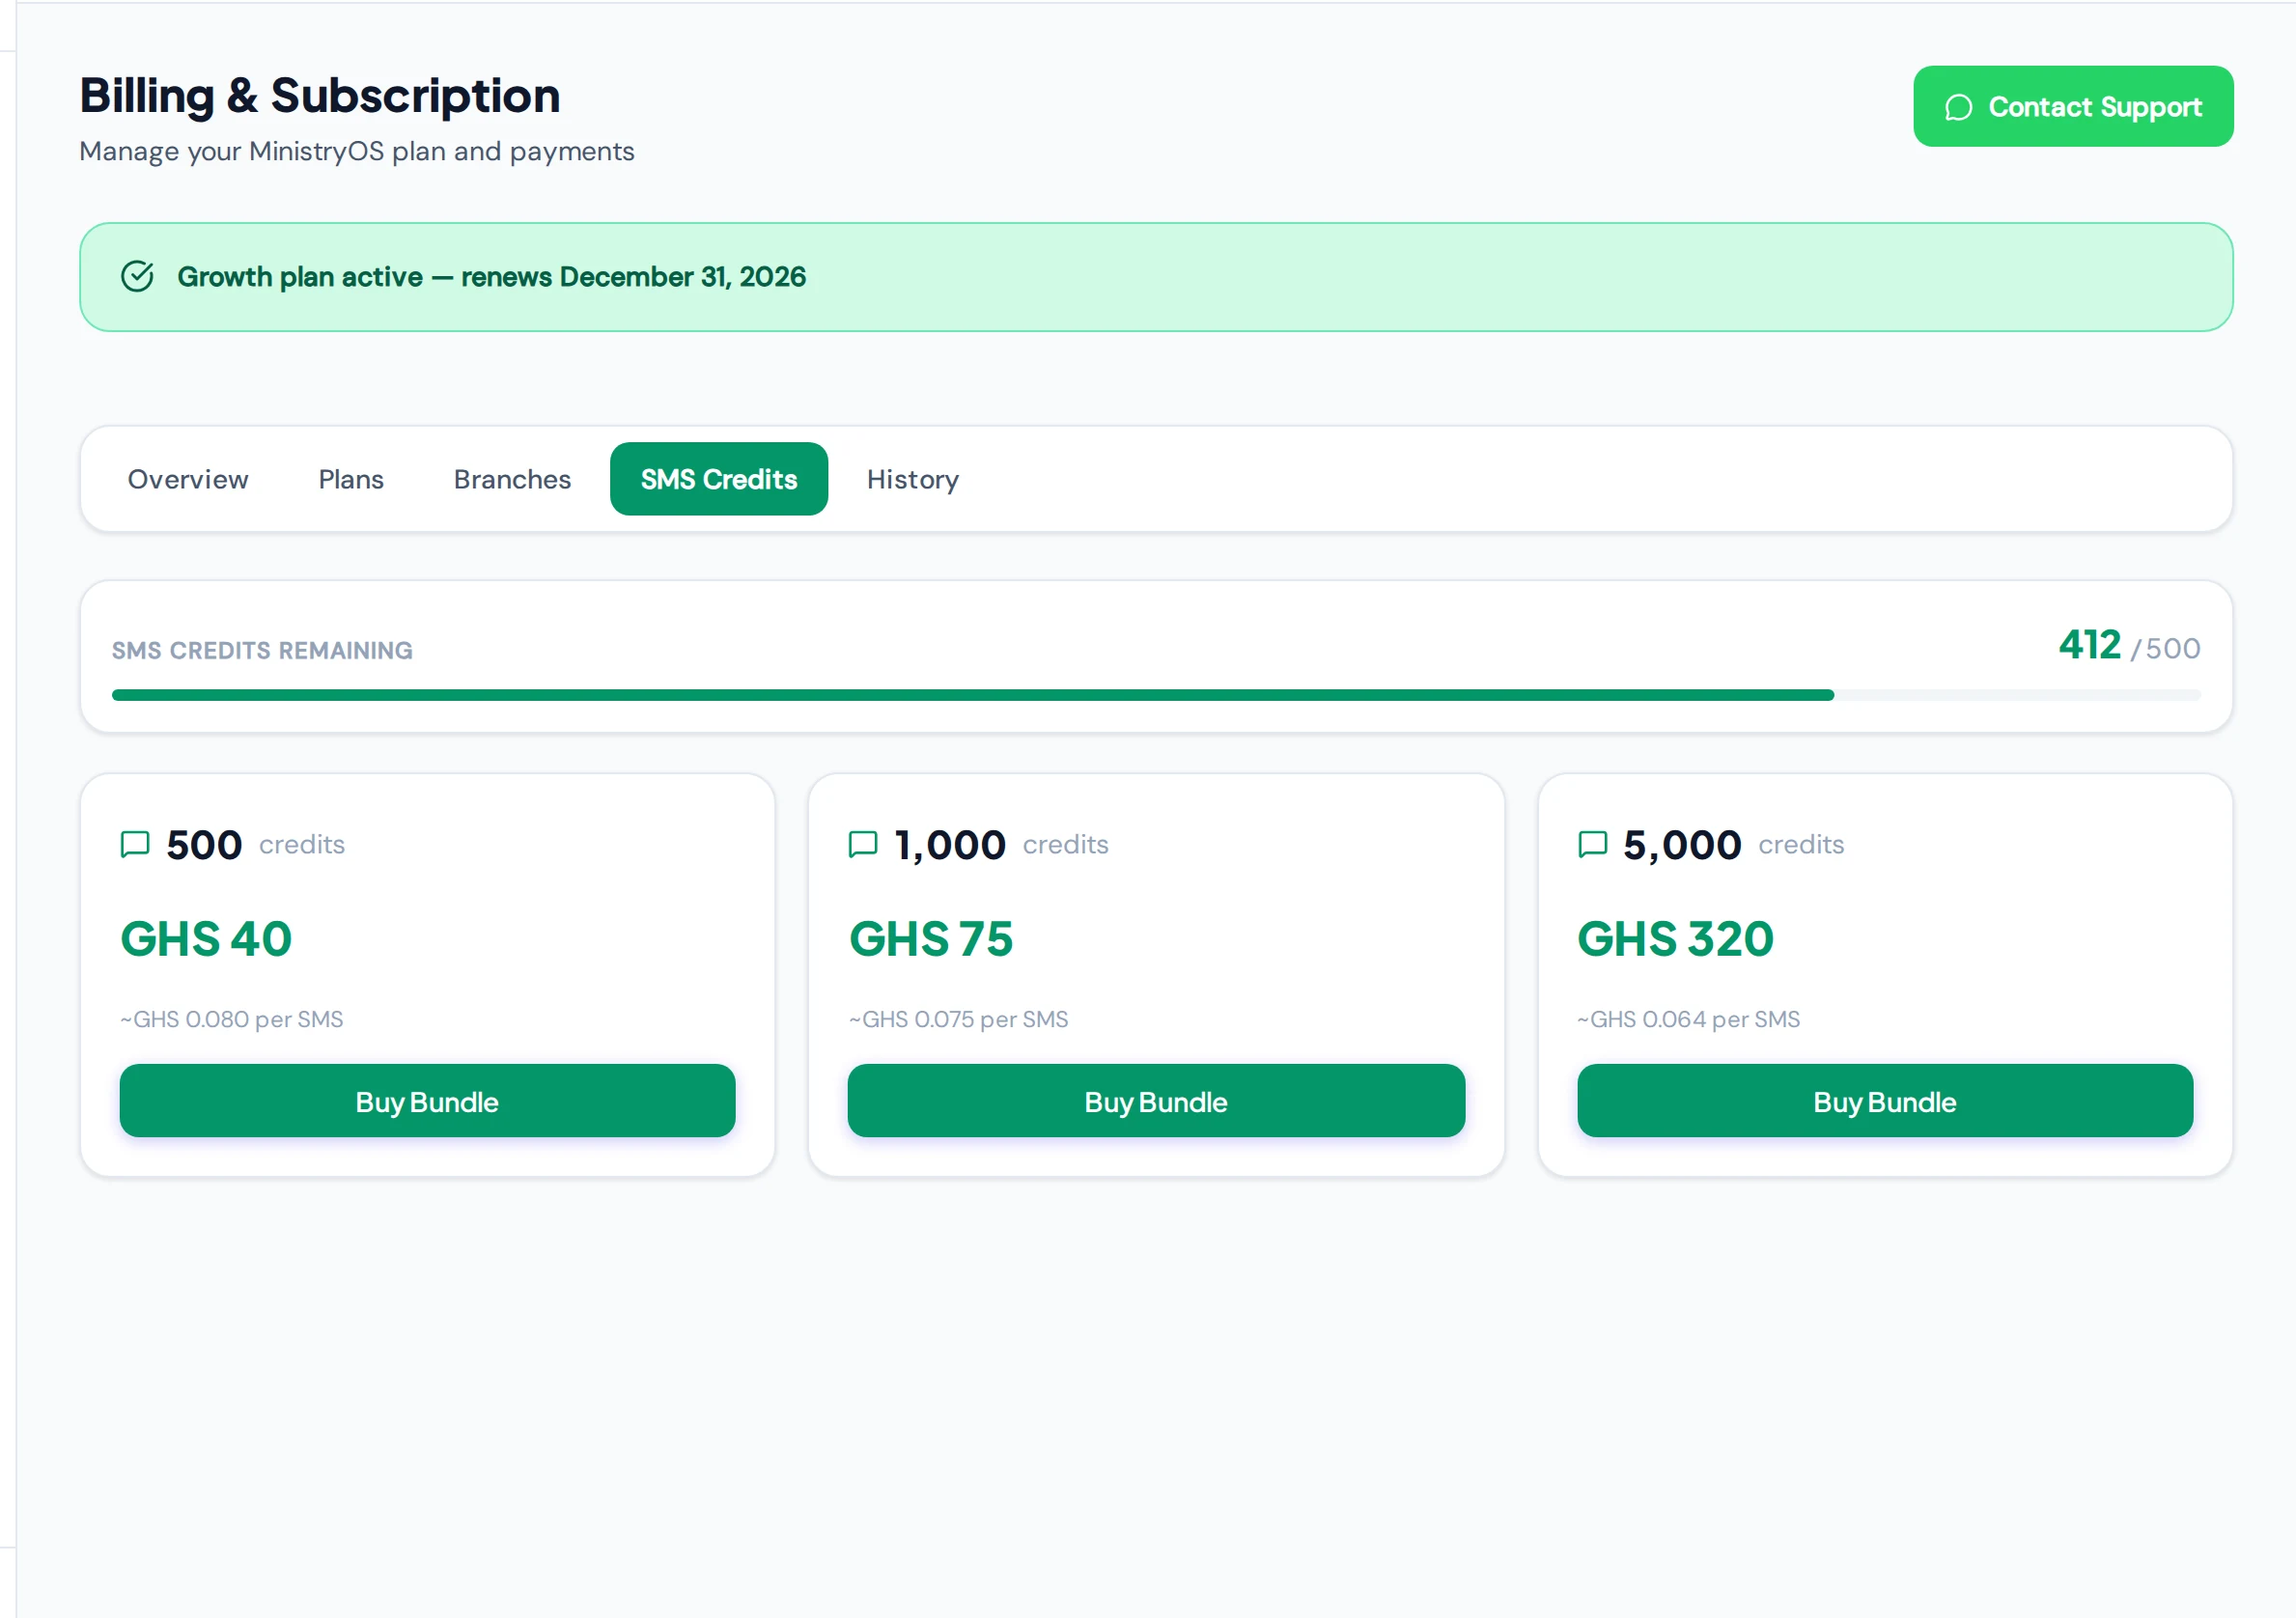 Billing & Subscription
Manage your MinistryOS plan and payments
Contact Support
Growth plan active — renews December 31, 2026
Overview Plans Branches SMS Credits History
SMS CREDITS REMAINING 412 /500
500 credits
GHS 40
~GHS 0.080 per SMS
Buy Bundle
1,000 credits
GHS 75
~GHS 0.075 per SMS
Buy Bundle
5,000 credits
GHS 320
~GHS 0.064 per SMS
Buy Bundle